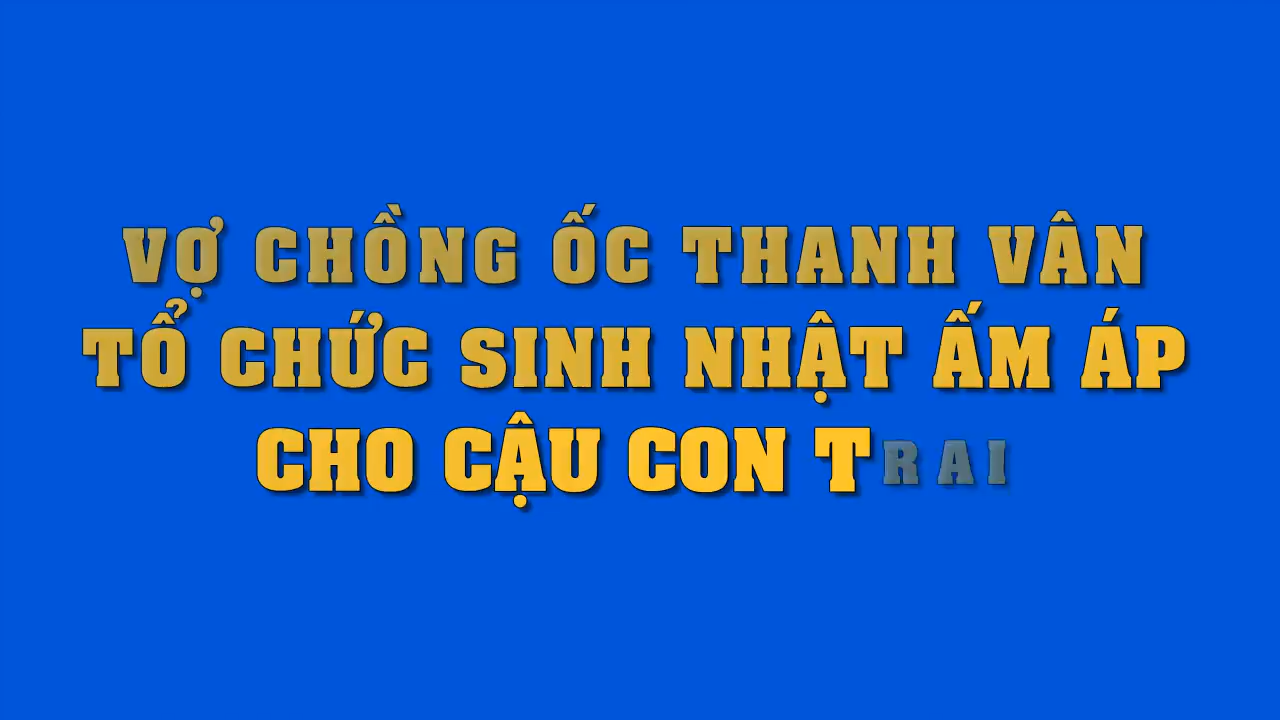 VỢ CHỒNG ỐC THANH VÂN
TỔ CHỨC SINH NHẬT ẤM ÁP
CHO CẬU CON TRAI